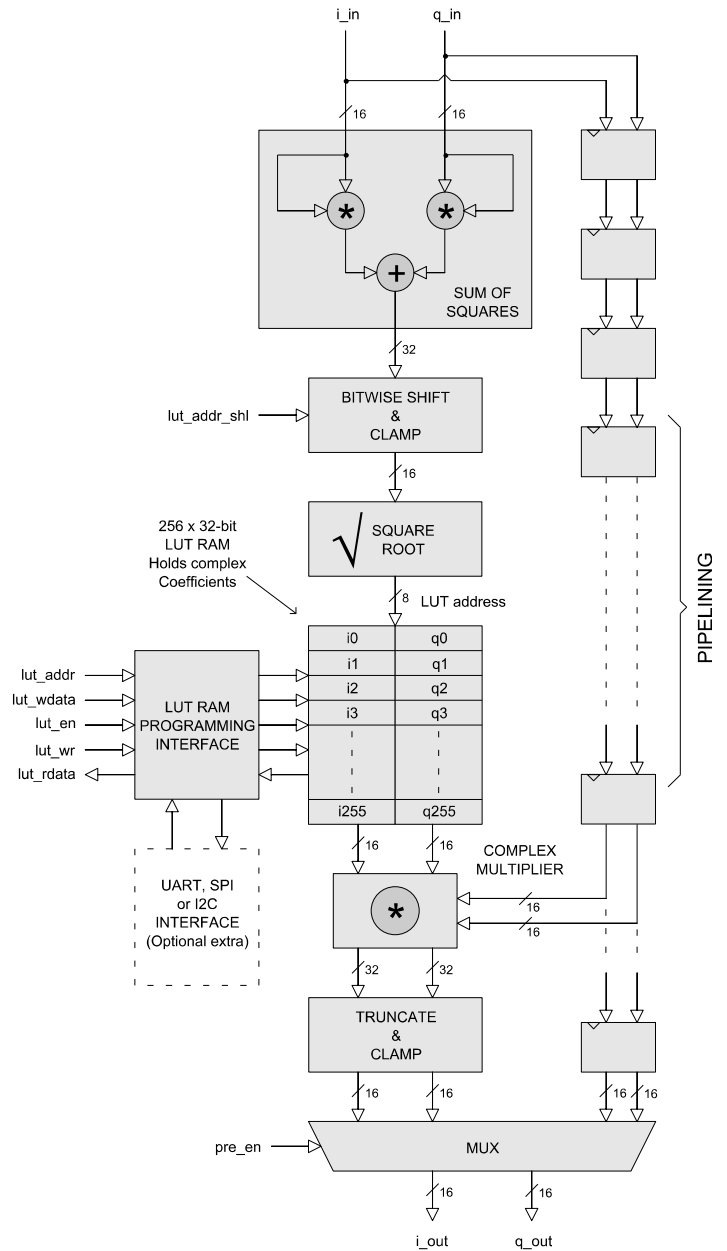 i_in
q_in
16
16
*
*
+
SUM OF
SQUARES
32
lut_addr_shl
BITWISE SHIFT
&
CLAMP
16
256 x 32-bit
LUT RAM
Holds complex
Coefficients
√
SQUARE
ROOT
8
LUT address
PIPELINING
i0
q0
i1
q1
i2
q2
i3
q3
i255
q255
lut_addr
lut_wdata
lut_en
lut_wr
lut_rdata
LUT RAM
PROGRAMMING
INTERFACE
UART, SPI
or I2C
INTERFACE
(Optional extra)
16
16
COMPLEX
MULTIPLIER
*
16
16
32
32
TRUNCATE
&
CLAMP
16
16
16
16
pre_en
MUX
16
16
i_out
q_out